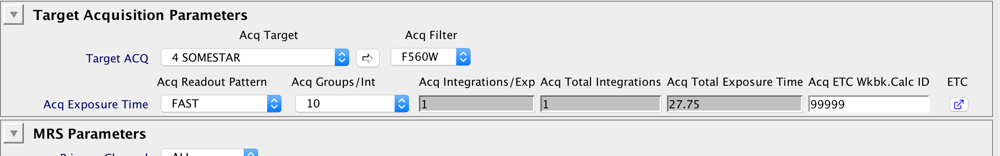 Target Acquisition Parameters
Acq Target Acq Filter
Target ACQ 4 SOMESTAR F560W
Acq Readout Pattern Acq Groups/Int Acq Integrations/Exp Acq Total Integrations Acq Total Exposure Time Acq ETC Wkbk.Calc ID ETC
Acq Exposure Time FAST 10 1 1 27.75 99999
MRS Parameters